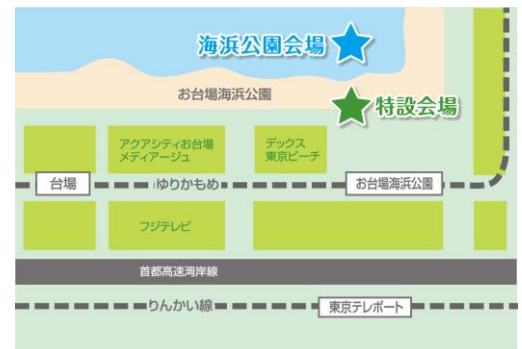 海浜公園会場
お台場海浜公園
特設会場
アクアシティお台場
メディアージュ
デックス
東京ビーチ
台場
ゆりかもめ
お台場海浜公園
フジテレビ
首都高速湾岸線
りんかい線
東京テレポート